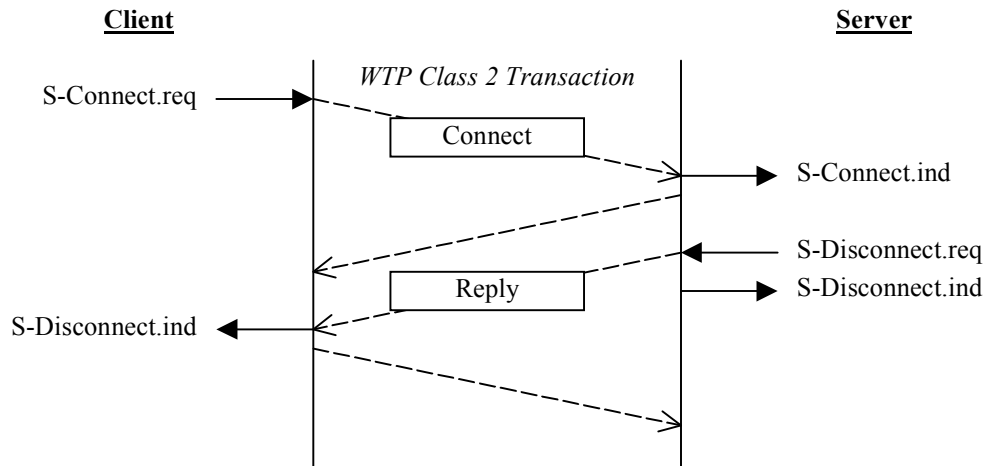 Client
Server
WTP Class 2 Transaction
S-Connect.req
Connect
S-Connect.ind
S-Disconnect.req
Reply
S-Disconnect.ind
S-Disconnect.ind